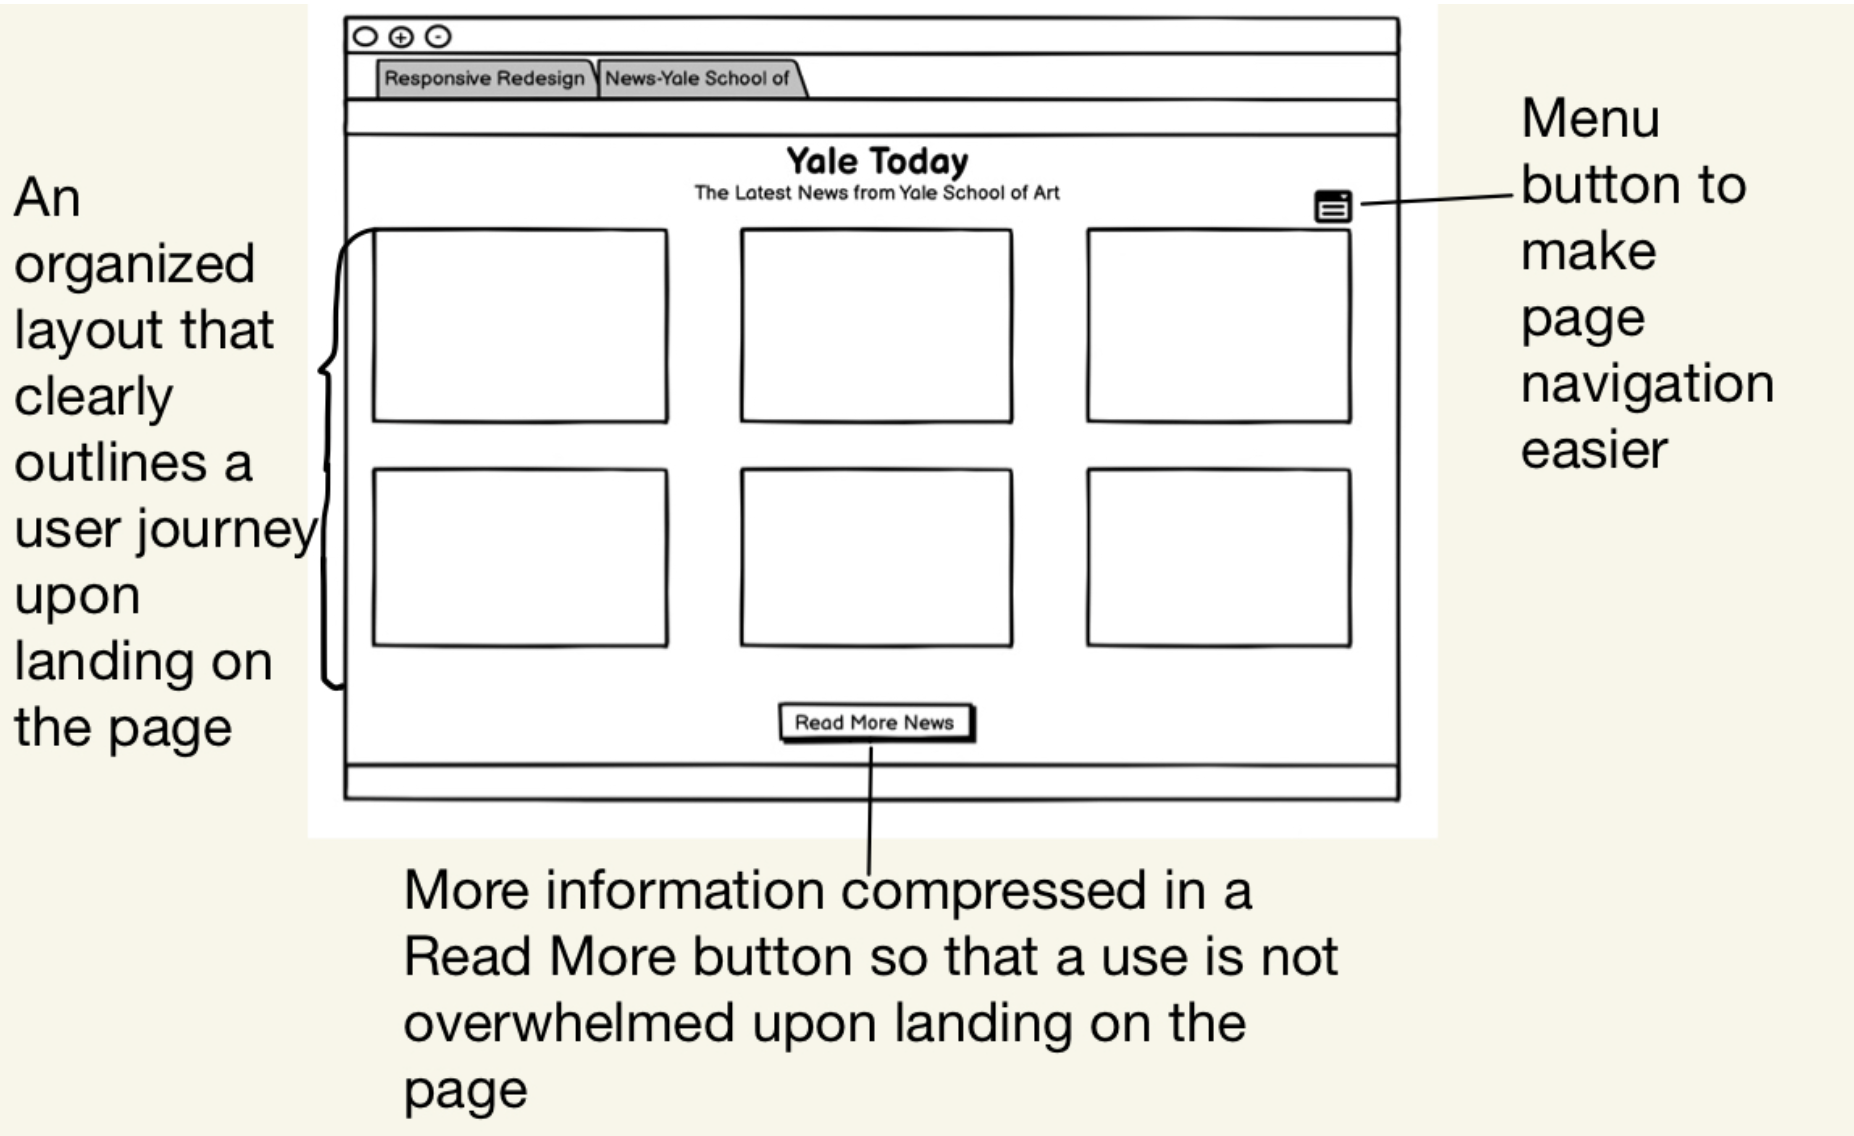 Responsive Redesign
News-Yale School of
Yale Today
The Latest News from Yale School of Art
Read More News
An
organized
layout that
clearly
outlines a
user journey
upon
landing on
the page
Menu
button to
make
page
navigation
easier
More information compressed in a
Read More button so that a use is not
overwhelmed upon landing on the
page